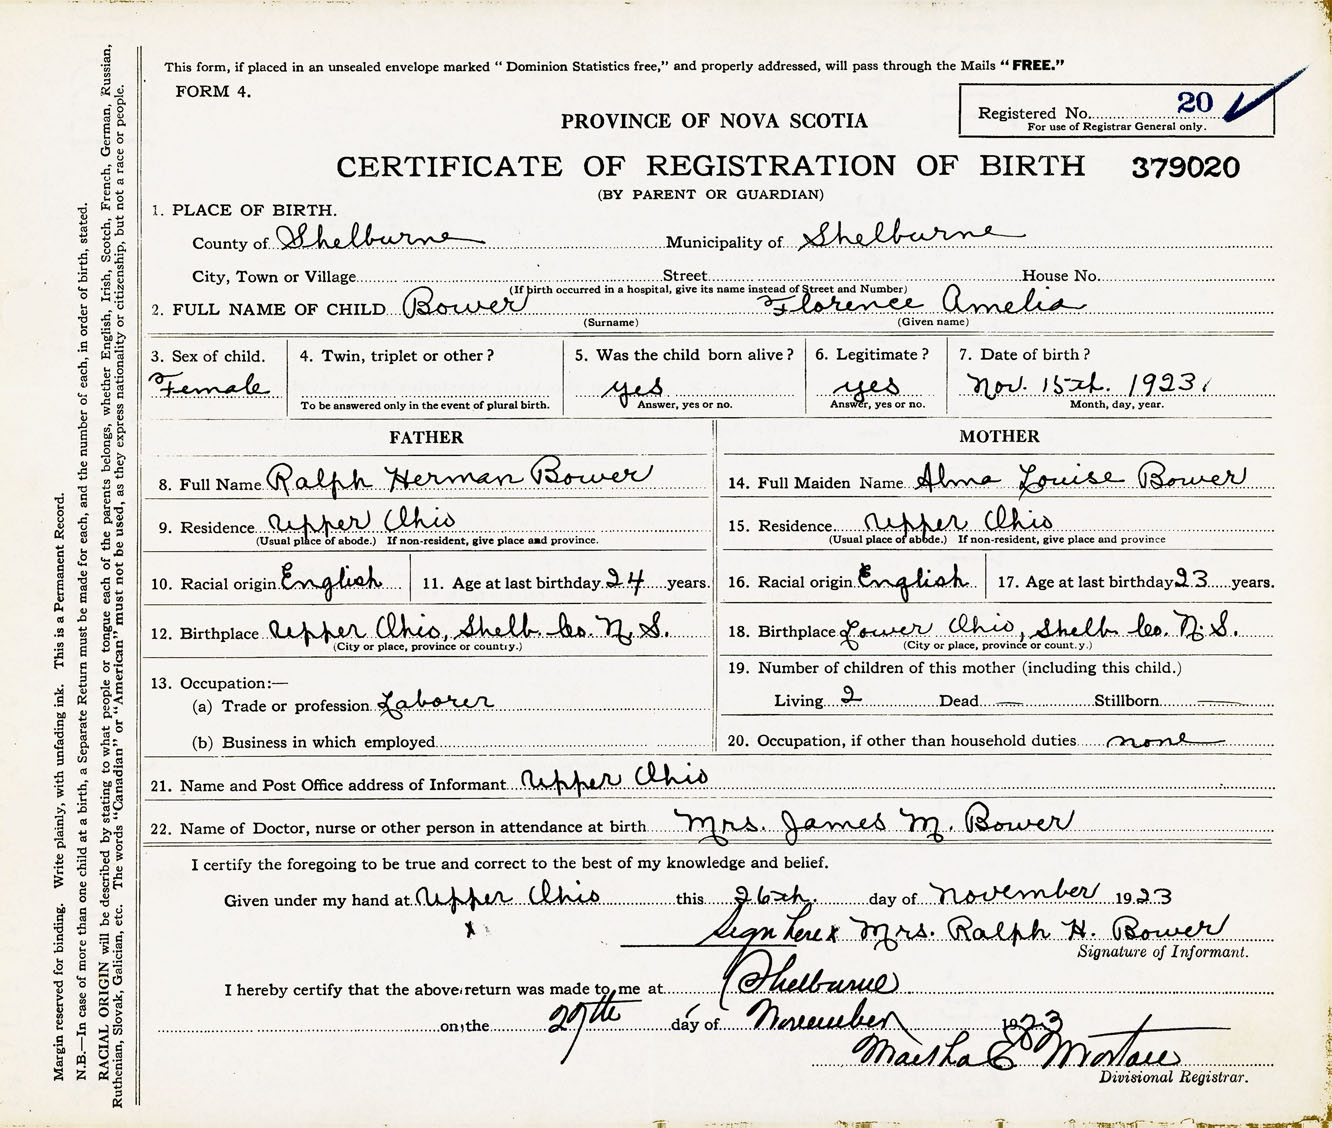 This form, if placed in an unsealed envelope marked “ Dominion Statistics free,” and properly addressed, will pass through the Mails “ FREE.”
FORM 4.
Registered No. 20
For use of Registrar General only.
PROVINCE OF NOVA SCOTIA
CERTIFICATE OF REGISTRATION OF BIRTH 379020
(BY PARENT OR GUARDIAN)
1. PLACE OF BIRTH.
County of Shelburne Municipality of Shelburne
City, Town or Village Street House No.
(If birth occurred in a hospital, give its name instead of Street and Number)
2. FULL NAME OF CHILD Bower Florence Amelia
(Surname) (Given name)
3. Sex of child. 4. Twin, triplet or other? 5. Was the child born alive? 6. Legitimate? 7. Date of birth?
Female yes yes Nov. 15th. 1923.
To be answered only in the event of plural birth. Answer, yes or no. Answer, yes or no. Month, day, year.
FATHER MOTHER
8. Full Name Ralph Herman Bower 14. Full Maiden Name Alma Louise Bower
9. Residence Upper Ohio 15. Residence Upper Ohio
(Usual place of abode.) If non-resident, give place and province. (Usual place of abode.) If non-resident, give place and province
10. Racial origin English 11. Age at last birthday 24 years. 16. Racial origin English 17. Age at last birthday 23 years.
12. Birthplace Upper Ohio, Shelb. Co. N. S. 18. Birthplace Lower Ohio, Shelb. Co. N. S.
(City or place, province or country.) (City or place, province or country.)
13. Occupation:— 19. Number of children of this mother (including this child.)
(a) Trade or profession Laborer Living 2 Dead — Stillborn —
(b) Business in which employed 20. Occupation, if other than household duties none
21. Name and Post Office address of Informant Upper Ohio
22. Name of Doctor, nurse or other person in attendance at birth Mrs. James M. Bower
I certify the foregoing to be true and correct to the best of my knowledge and belief.
Given under my hand at Upper Ohio this 26th. day of November 1923
x Sign here x Mrs. Ralph H. Bower
Signature of Informant.
I hereby certify that the above return was made to me at Shelburne
on the 27th day of November 1923
Marsha E
Divisional Registrar.
Margin reserved for binding. Write plainly, with unfading ink. This is a Permanent Record.
N.B.—In case of more than one child at a birth, a Separate Return must be made for each, and the number of each, in order of birth, stated.
RACIAL ORIGIN will be described by stating to what people or tongue each of the parents belongs, whether English, Irish, Scotch, French, German, Russian,
Ruthenian, Slovak, Galician, etc. The words “Canadian” or “American” must not be used, as they express nationality or citizenship, but not a race or people.